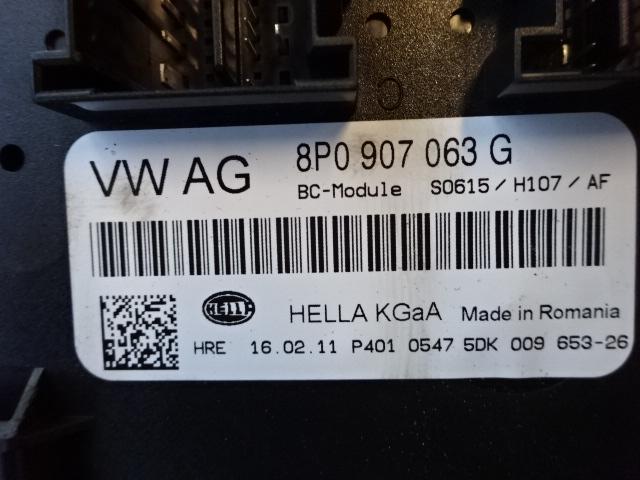 VW AG 8P0 907 063 G
BC-Module S0615 / H107 / AF
HELLA
HELLA KGaA Made in Romania
HRE 16.02.11 P401 0547 5DK 009 653-26